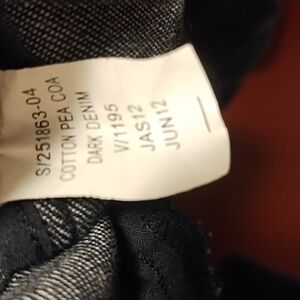 S/251863-04
COTTON PEA COA
DARK DENIM
V/1195
JAS12
JUN12